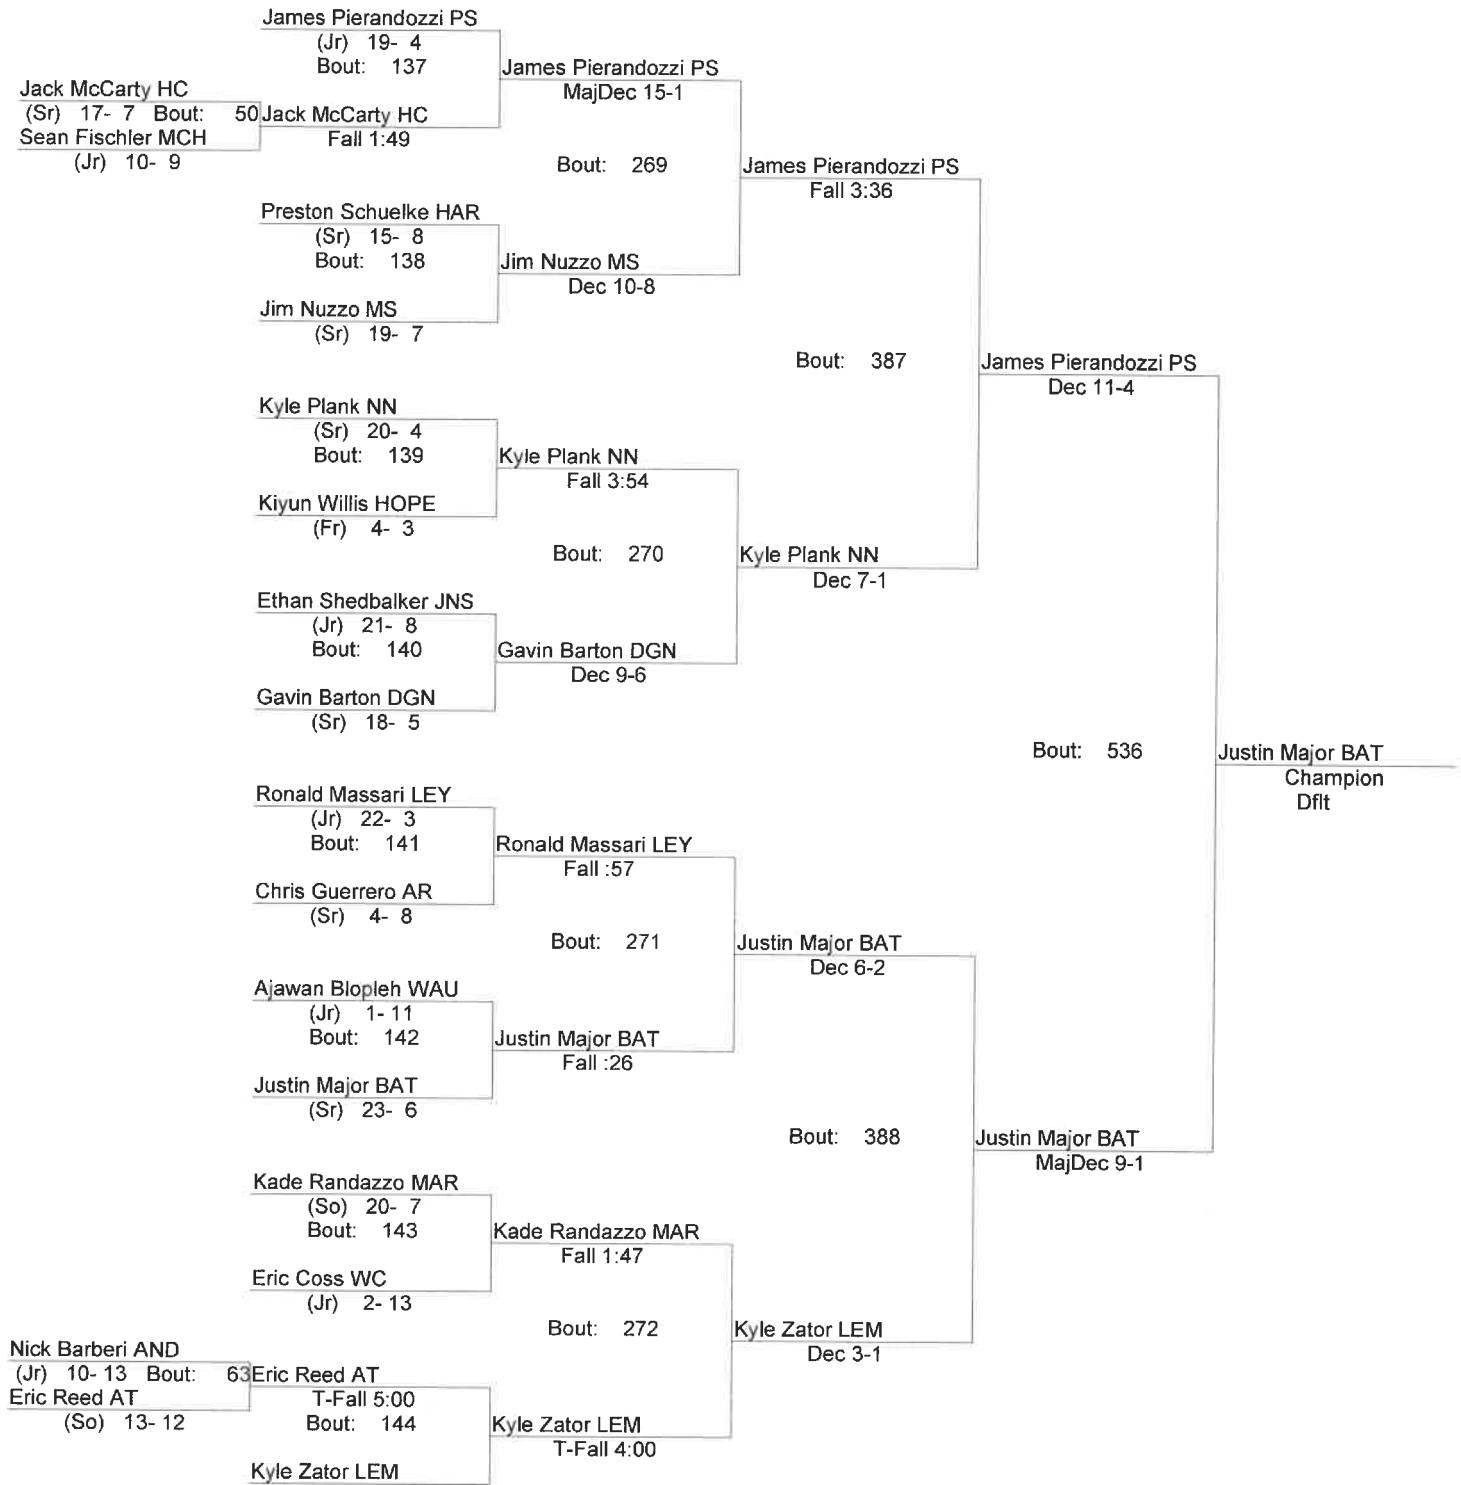 James Pierandozzi PS
(Jr) 19- 4
Bout: 137
James Pierandozzi PS
MajDec 15-1
Jack McCarty HC
(Sr) 17- 7 Bout: 50
Jack McCarty HC
Fall 1:49
Sean Fischler MCH
(Jr) 10- 9
Bout: 269
James Pierandozzi PS
Fall 3:36
Preston Schuelke HAR
(Sr) 15- 8
Bout: 138
Jim Nuzzo MS
Dec 10-8
Jim Nuzzo MS
(Sr) 19- 7
Bout: 387
James Pierandozzi PS
Dec 11-4
Kyle Plank NN
(Sr) 20- 4
Bout: 139
Kyle Plank NN
Fall 3:54
Kiyun Willis HOPE
(Fr) 4- 3
Bout: 270
Kyle Plank NN
Dec 7-1
Ethan Shedbalker JNS
(Jr) 21- 8
Bout: 140
Gavin Barton DGN
Dec 9-6
Gavin Barton DGN
(Sr) 18- 5
Bout: 536
Justin Major BAT
Champion
Dflt
Ronald Massari LEY
(Jr) 22- 3
Bout: 141
Ronald Massari LEY
Fall :57
Chris Guerrero AR
(Sr) 4- 8
Bout: 271
Justin Major BAT
Dec 6-2
Ajawan Blopleh WAU
(Jr) 1- 11
Bout: 142
Justin Major BAT
Fall :26
Justin Major BAT
(Sr) 23- 6
Bout: 388
Justin Major BAT
MajDec 9-1
Kade Randazzo MAR
(So) 20- 7
Bout: 143
Kade Randazzo MAR
Fall 1:47
Eric Coss WC
(Jr) 2- 13
Bout: 272
Kyle Zator LEM
Dec 3-1
Nick Barberi AND
(Jr) 10- 13 Bout: 63
Eric Reed AT
T-Fall 5:00
Eric Reed AT
(So) 13- 12
Bout: 144
Kyle Zator LEM
T-Fall 4:00
Kyle Zator LEM